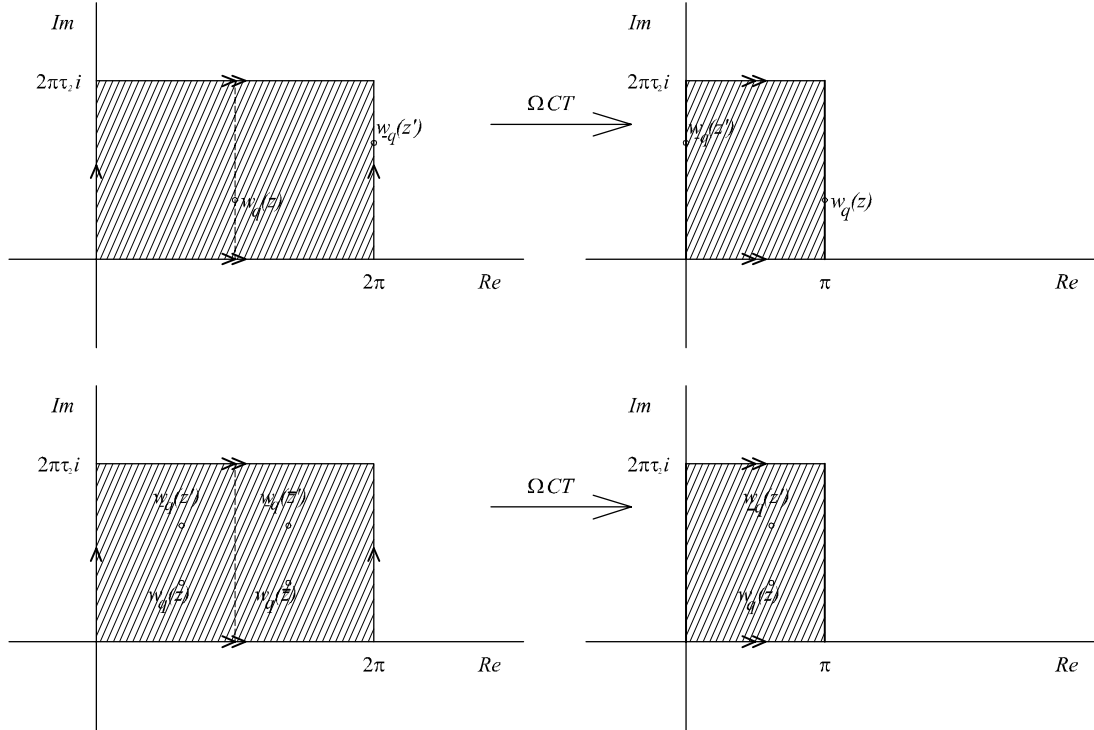 Im Im
2πτ₂i 2πτ₂i
ΩCT
w_-q(z') w_-q(z')
w_q(z) w_q(z)
2π Re π Re
Im Im
2πτ₂i 2πτ₂i
ΩCT
w_-q(z') w_-q(z̄') w_-q(z')
w_q(z) w_q(z̄) w_q(z)
2π Re π Re